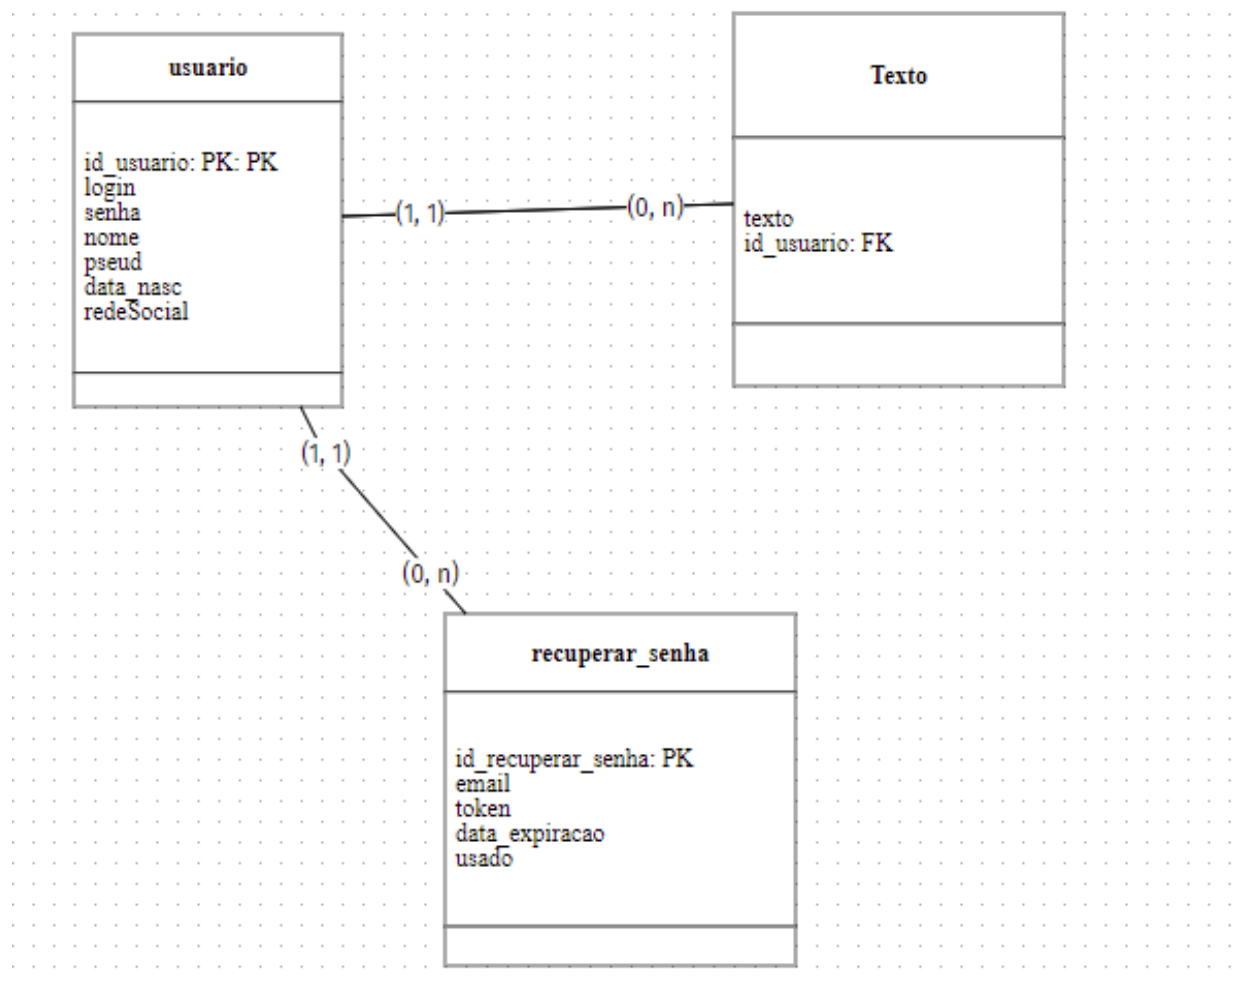 usuario
id_usuario: PK: PK
login
senha
nome
pseud
data_nasc
redeSocial
(1, 1)
(0, n)
Texto
texto
id_usuario: FK
(1, 1)
(0, n)
recuperar_senha
id_recuperar_senha: PK
email
token
data_expiracao
usado